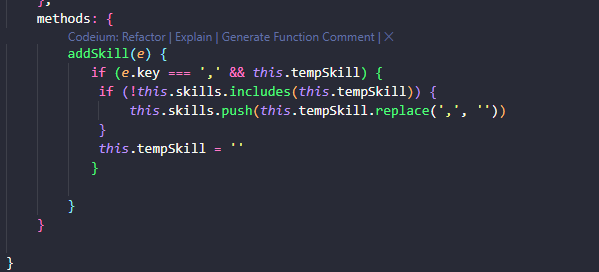 },
methods: {
Codeium: Refactor | Explain | Generate Function Comment | X
addSkill(e) {
if (e.key === ',' && this.tempSkill) {
if (!this.skills.includes(this.tempSkill)) {
this.skills.push(this.tempSkill.replace(',', ''))
}
this.tempSkill = ''
}
}
}
}